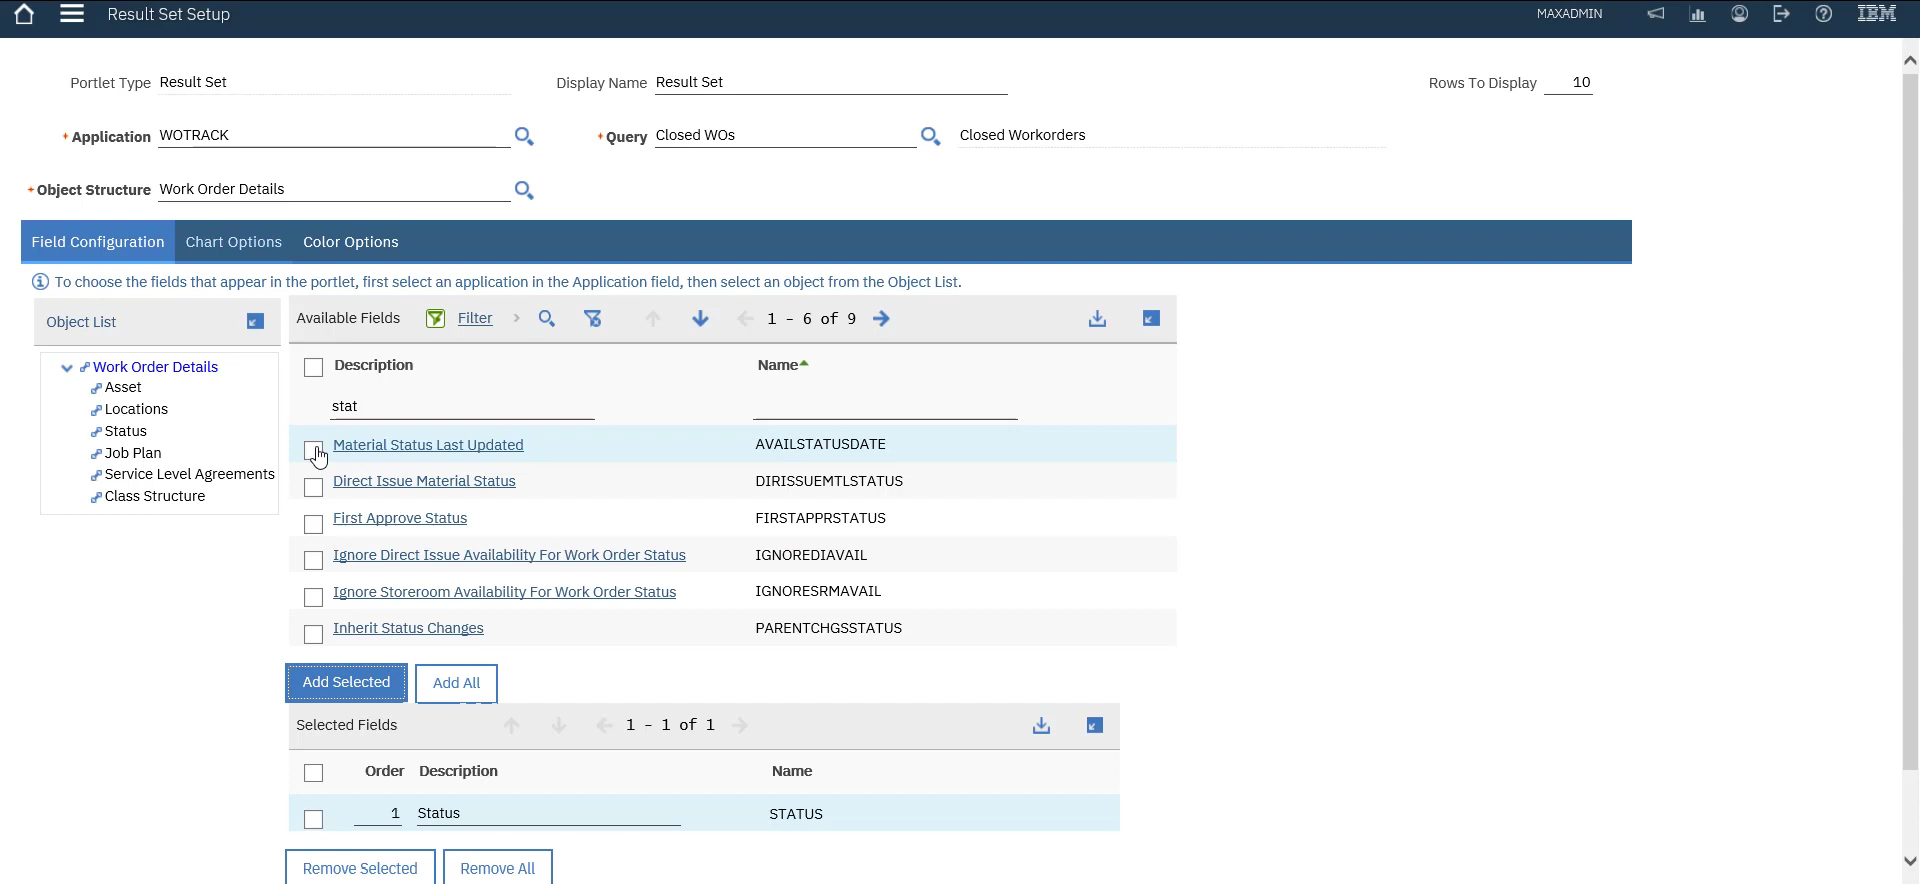 Result Set Setup
MAXADMIN
IBM
Portlet Type Result Set Display Name Result Set Rows To Display 10
* Application WOTRACK * Query Closed WOs Closed Workorders
* Object Structure Work Order Details
Field Configuration Chart Options Color Options
To choose the fields that appear in the portlet, first select an application in the Application field, then select an object from the Object List.
Object List
Work Order Details
Asset
Locations
Status
Job Plan
Service Level Agreements
Class Structure
Available Fields Filter 1 - 6 of 9
Description Name
stat
Material Status Last Updated AVAILSTATUSDATE
Direct Issue Material Status DIRISSUEMTLSTATUS
First Approve Status FIRSTAPPRSTATUS
Ignore Direct Issue Availability For Work Order Status IGNOREDIAVAIL
Ignore Storeroom Availability For Work Order Status IGNORESRMAVAIL
Inherit Status Changes PARENTCHGSSTATUS
Add Selected Add All
Selected Fields 1 - 1 of 1
Order Description Name
1 Status STATUS
Remove Selected Remove All